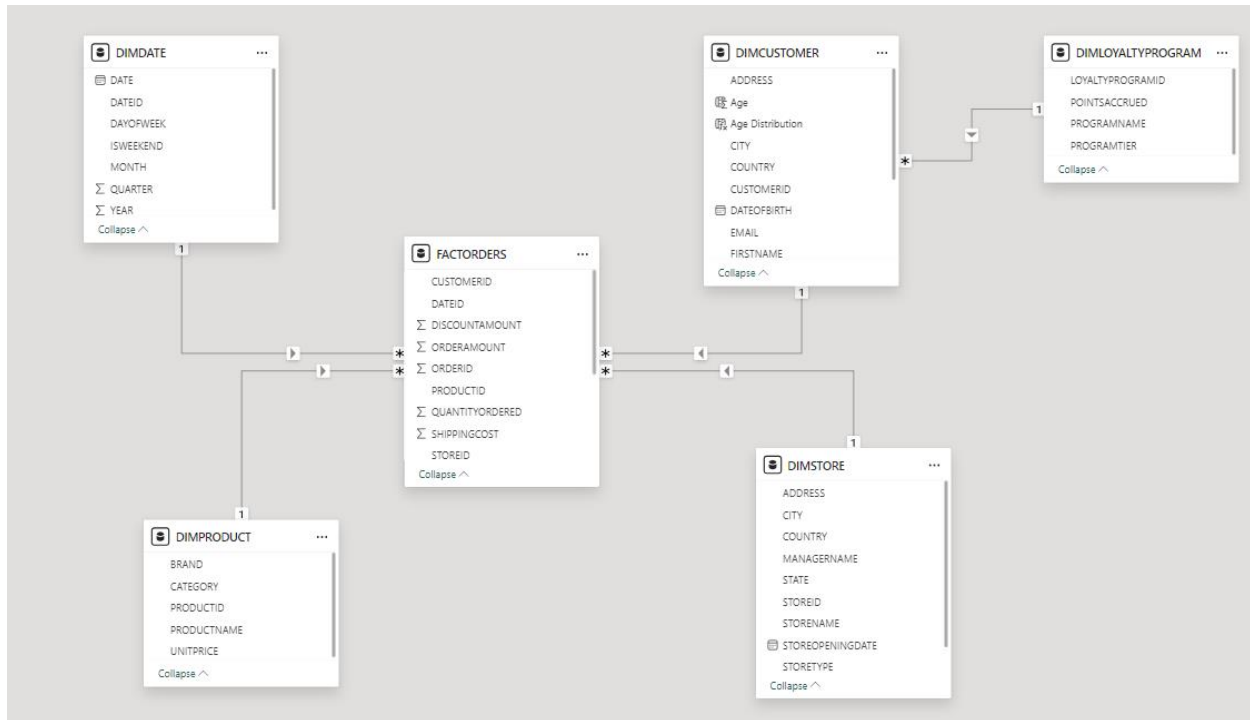 DIMDATE
DATE
DATEID
DAYOFWEEK
ISWEEKEND
MONTH
QUARTER
YEAR
Collapse
1
DIMCUSTOMER
ADDRESS
Age
Age Distribution
CITY
COUNTRY
CUSTOMERID
DATEOFBIRTH
EMAIL
FIRSTNAME
Collapse
1
*
DIMLOYALTYPROGRAM
LOYALTYPROGRAMID
POINTSACCRUED
PROGRAMNAME
PROGRAMTIER
Collapse
1
FACTORDERS
CUSTOMERID
DATEID
DISCOUNTAMOUNT
ORDERAMOUNT
ORDERID
PRODUCTID
QUANTITYORDERED
SHIPPINGCOST
STOREID
Collapse
*
*
*
*
DIMPRODUCT
BRAND
CATEGORY
PRODUCTID
PRODUCTNAME
UNITPRICE
Collapse
1
DIMSTORE
ADDRESS
CITY
COUNTRY
MANAGERNAME
STATE
STOREID
STORENAME
STOREOPENINGDATE
STORETYPE
Collapse
1